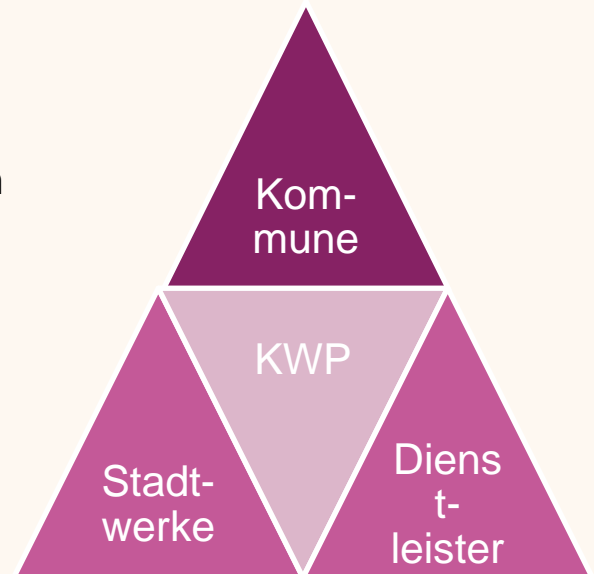 Kom-
mune
KWP
Stadt-
werke
Diens
t-
leister